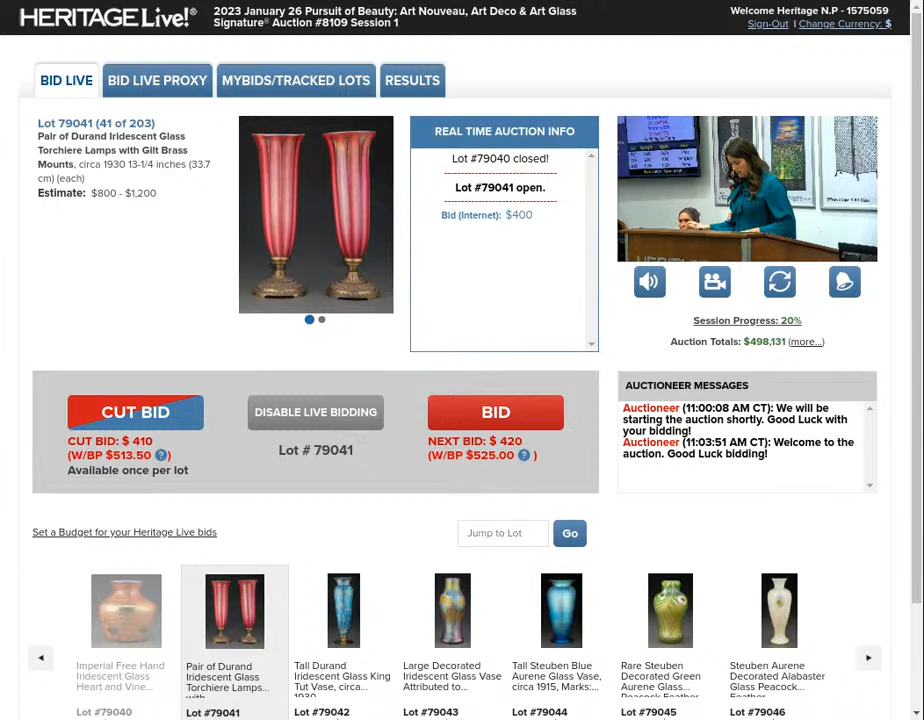 HERITAGE Live!®
2023 January 26 Pursuit of Beauty: Art Nouveau, Art Deco & Art Glass
Signature® Auction #8109 Session 1
Welcome Heritage N.P - 1575059
Sign-Out | Change Currency: $
BID LIVE
BID LIVE PROXY
MYBIDS/TRACKED LOTS
RESULTS
Lot 79041 (41 of 203)
Pair of Durand Iridescent Glass
Torchiere Lamps with Gilt Brass
Mounts, circa 1930 13-1/4 inches (33.7
cm) (each)
Estimate: $800 - $1,200
REAL TIME AUCTION INFO
Lot #79040 closed!
Lot #79041 open.
Bid (Internet): $400
HERITAGE
Session Progress: 20%
Auction Totals: $498,131 (more...)
CUT BID
CUT BID: $ 410
(W/BP $513.50 ?)
Available once per lot
DISABLE LIVE BIDDING
Lot # 79041
BID
NEXT BID: $ 420
(W/BP $525.00 ? )
AUCTIONEER MESSAGES
Auctioneer (11:00:08 AM CT): We will be
starting the auction shortly. Good Luck with
your bidding!
Auctioneer (11:03:51 AM CT): Welcome to the
auction. Good Luck bidding!
Set a Budget for your Heritage Live bids
Jump to Lot
Go
Imperial Free Hand
Iridescent Glass
Heart and Vine...
Lot #79040
Pair of Durand
Iridescent Glass
Torchiere Lamps...
with
Lot #79041
Tall Durand
Iridescent Glass King
Tut Vase, circa...
1930
Lot #79042
Large Decorated
Iridescent Glass Vase
Attributed to...
Lot #79043
Tall Steuben Blue
Aurene Glass Vase,
circa 1915, Marks:...
Lot #79044
Rare Steuben
Decorated Green
Aurene Glass...
Peacock Feather
Lot #79045
Steuben Aurene
Decorated Alabaster
Glass Peacock...
Feather
Lot #79046